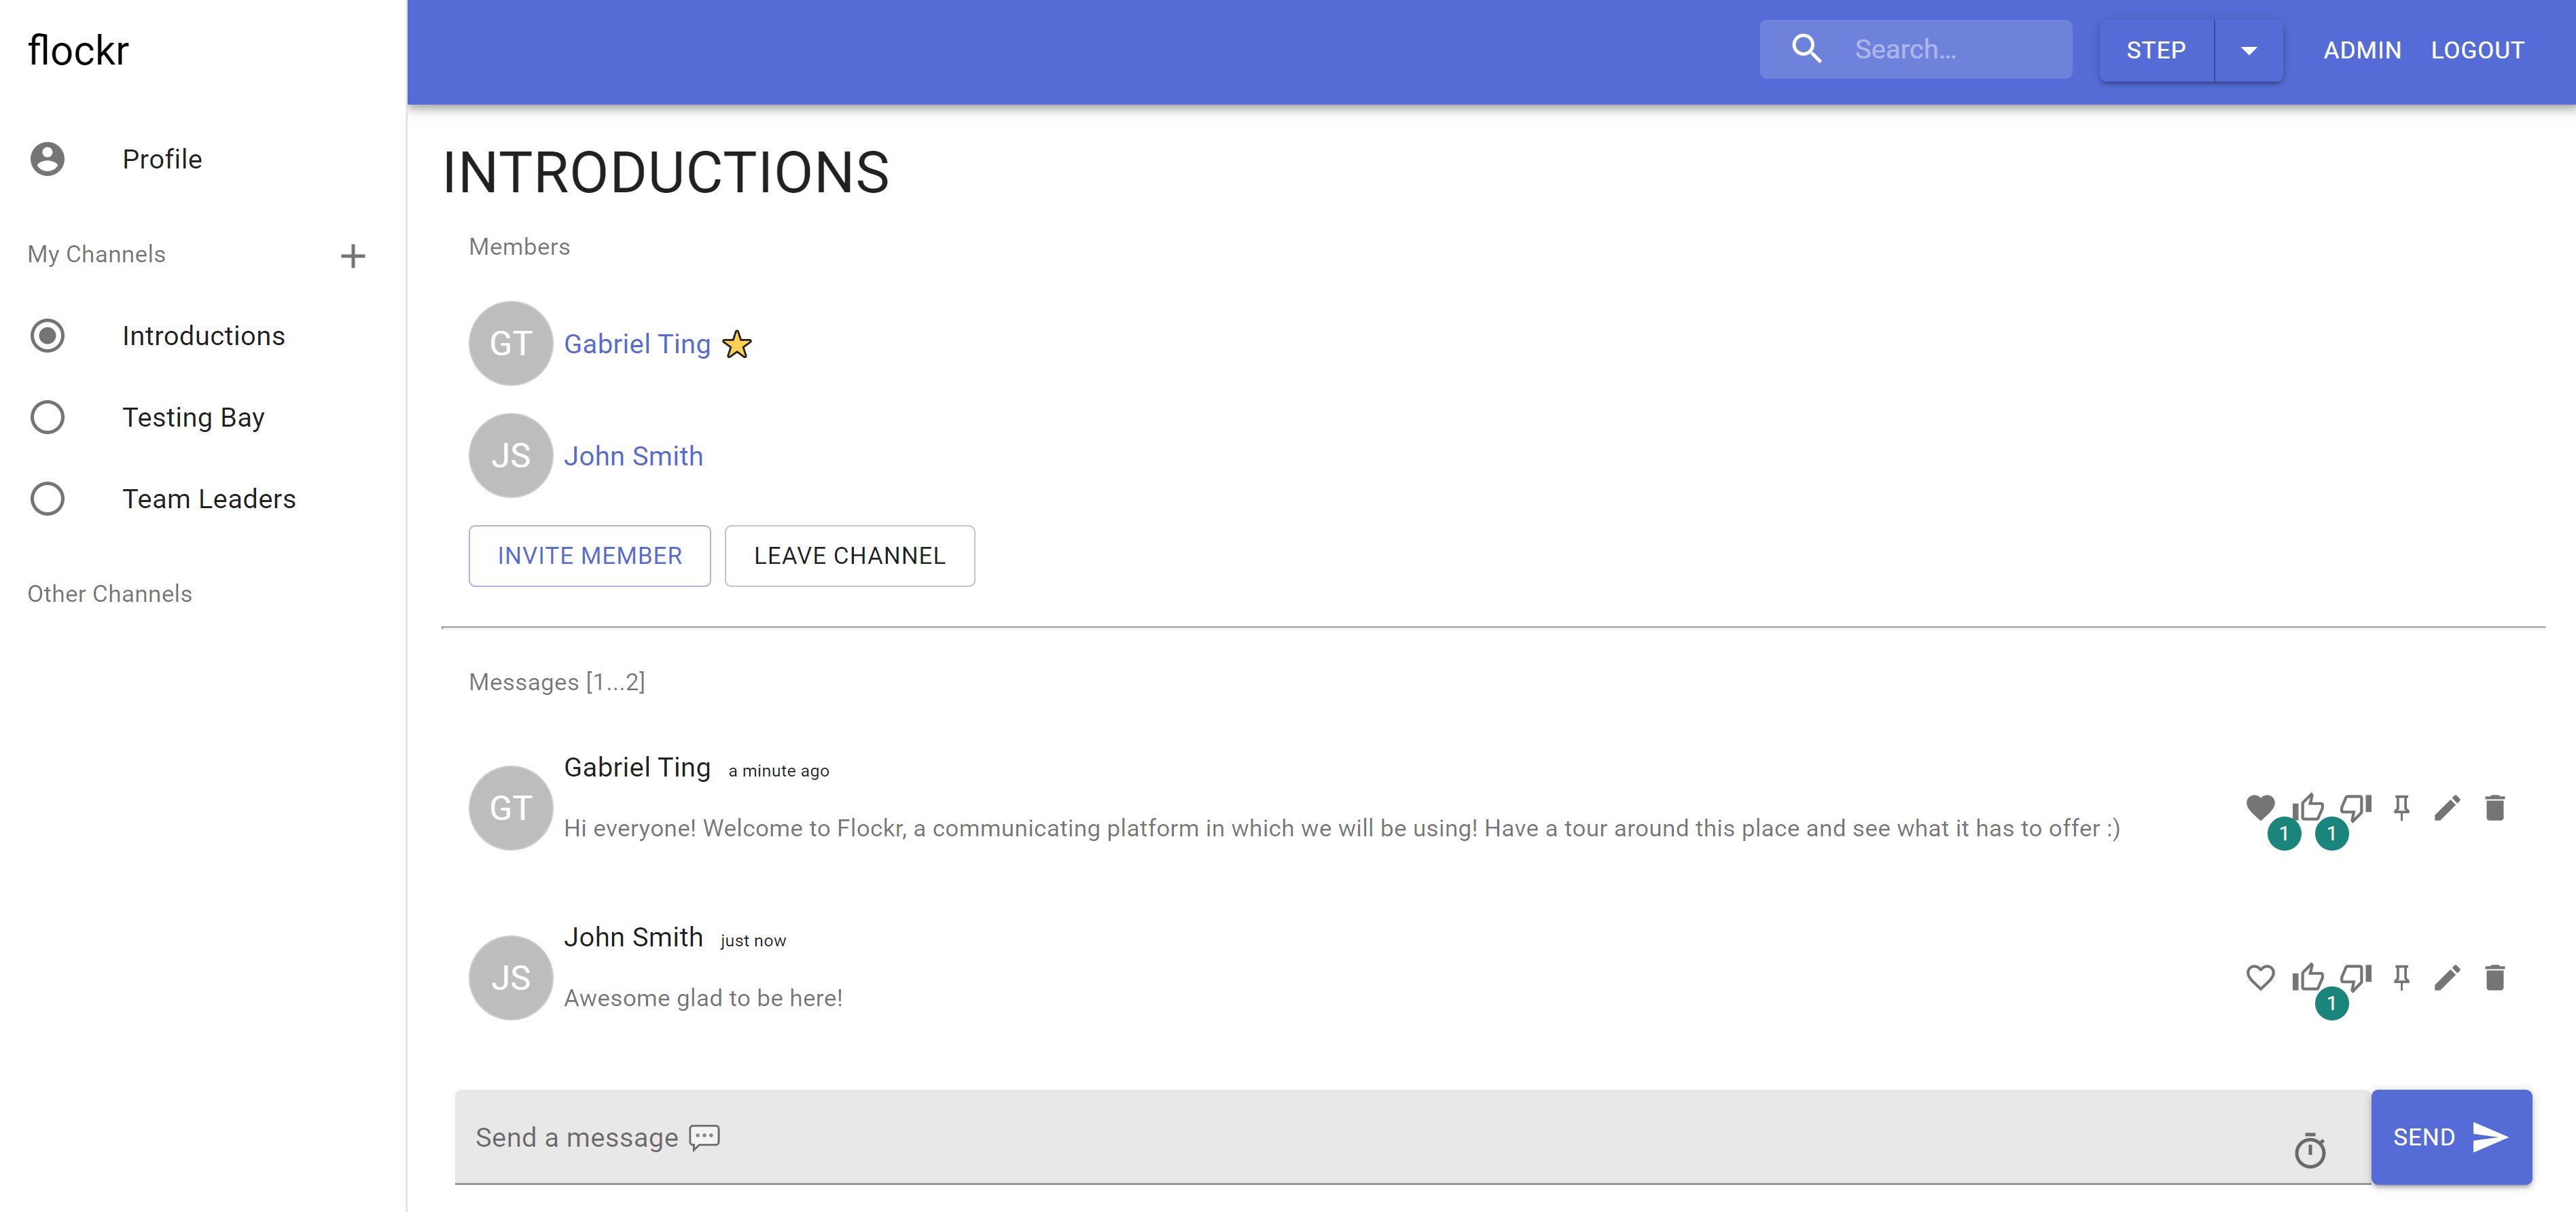 flockr
Search...
STEP
ADMIN
LOGOUT
Profile
My Channels
Introductions
Testing Bay
Team Leaders
Other Channels
INTRODUCTIONS
Members
GT Gabriel Ting
JS John Smith
INVITE MEMBER
LEAVE CHANNEL
Messages [1...2]
GT Gabriel Ting a minute ago
Hi everyone! Welcome to Flockr, a communicating platform in which we will be using! Have a tour around this place and see what it has to offer :)
1 1
JS John Smith just now
Awesome glad to be here!
1
Send a message
SEND